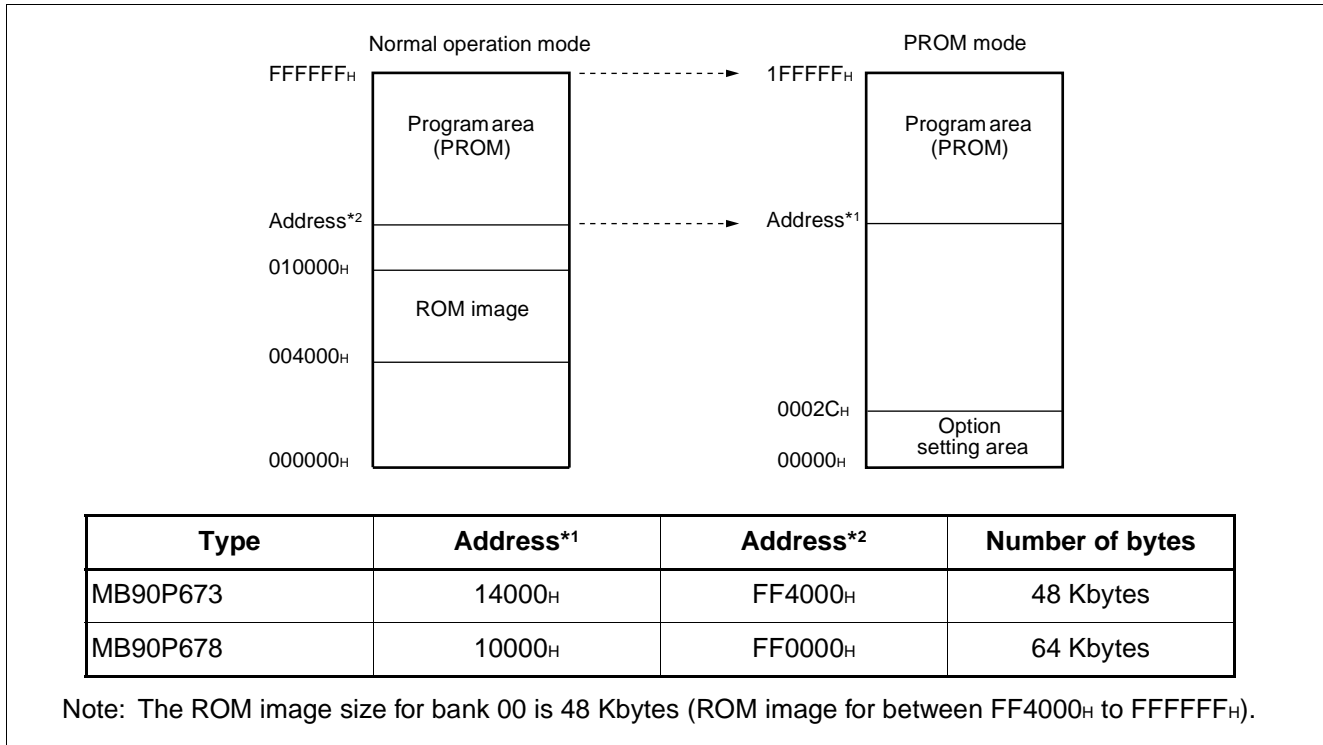 Normal operation mode
FFFFFFH
Program area
(PROM)
Address*2
010000H
ROM image
004000H
000000H
PROM mode
1FFFFFH
Program area
(PROM)
Address*1
0002CH
Option
setting area
00000H
Type Address*1 Address*2 Number of bytes
MB90P673 14000H FF4000H 48 Kbytes
MB90P678 10000H FF0000H 64 Kbytes
Note: The ROM image size for bank 00 is 48 Kbytes (ROM image for between FF4000H to FFFFFFH).